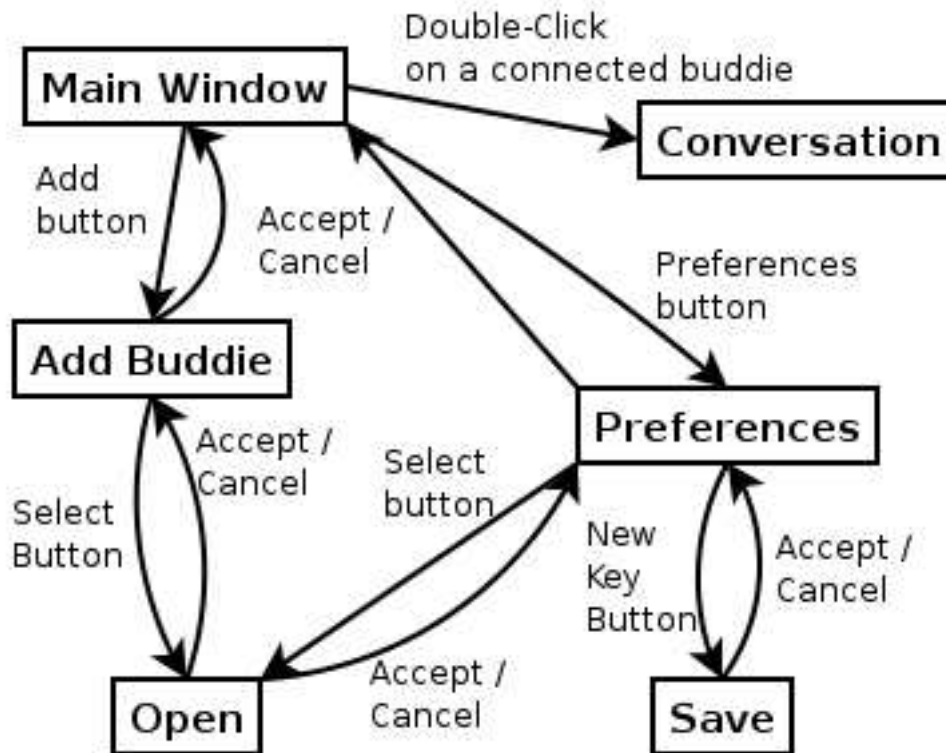 Double-Click
on a connected buddie
Main Window
Conversation
Add
button
Accept /
Cancel
Preferences
button
Add Buddie
Preferences
Accept /
Cancel
Select
button
Select
Button
New
Key
Button
Accept /
Cancel
Accept /
Cancel
Open
Save